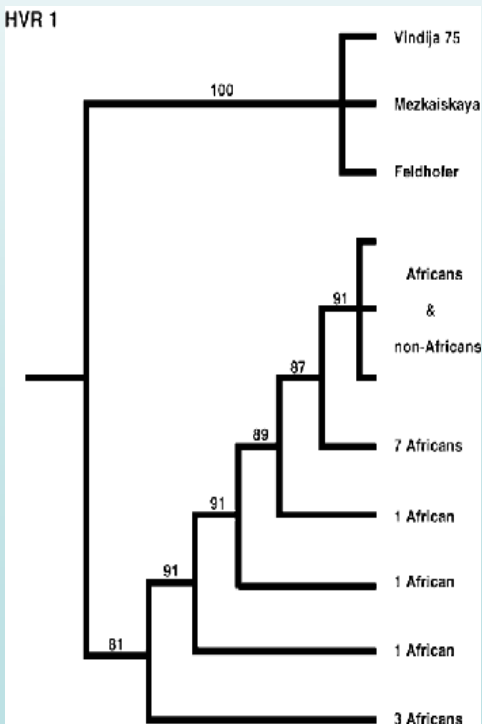 HVR 1
Vindija 75
100
Mezkaiskaya
Feldhofer
Africans
91
&
non-Africans
87
89
7 Africans
91
1 African
91
1 African
81
1 African
3 Africans